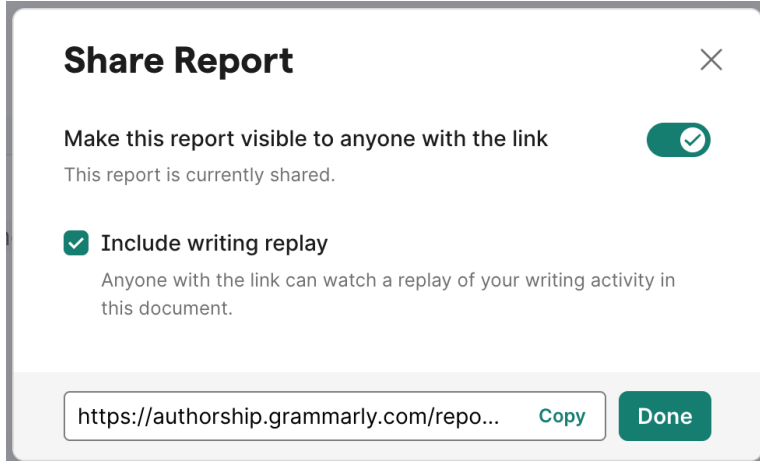 Share Report
Make this report visible to anyone with the link
This report is currently shared.
Include writing replay
Anyone with the link can watch a replay of your writing activity in
this document.
https://authorship.grammarly.com/repo... Copy Done